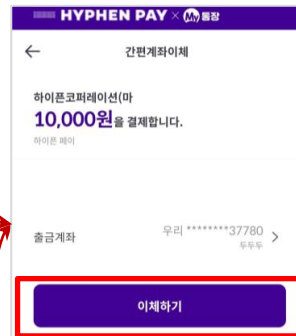 HYPHEN PAY × My 통장
간편계좌이체
하이픈코퍼레이션(마
10,000원을 결제합니다.
하이픈 페이
출금계좌
우리 ********37780
두두두
이체하기